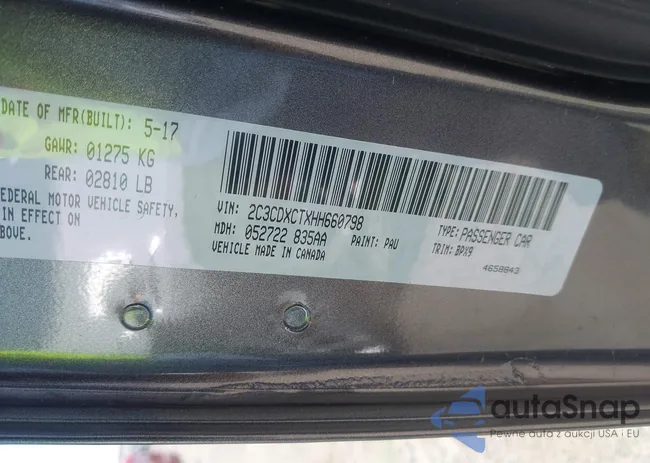 DATE OF MFR(BUILT): 5-17
GAWR: 01275 KG
REAR: 02810 LB
FEDERAL MOTOR VEHICLE SAFETY,
IN EFFECT ON
ABOVE.
VIN: 2C3CDXCTXHH660798
MDH: 052722 835AA PAINT: PAU
VEHICLE MADE IN CANADA
TYPE: PASSENGER CAR
TRIM: BPX9
4658843
autaSnap
Pewne auta z aukcji USA i EU